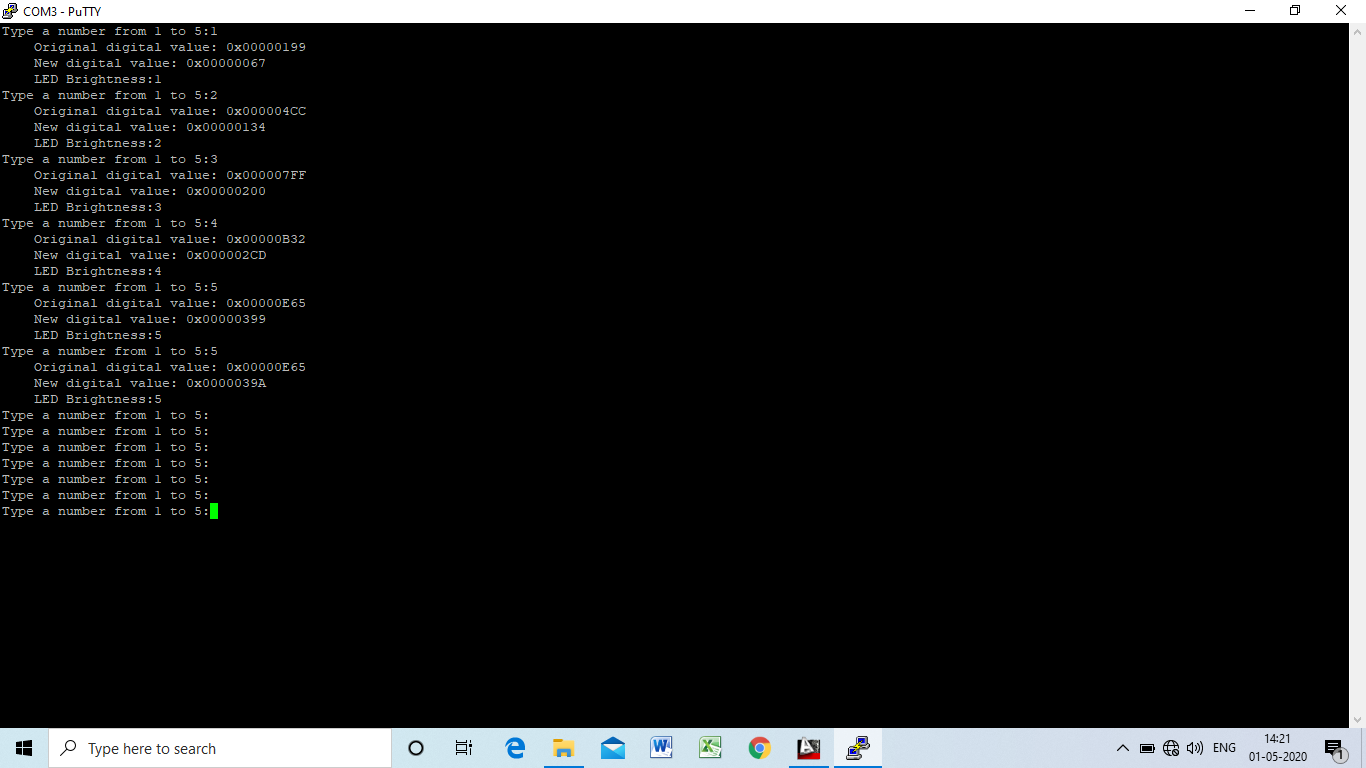 COM3 - PuTTY
Type a number from 1 to 5:1
    Original digital value: 0x00000199
    New digital value: 0x00000067
    LED Brightness:1
Type a number from 1 to 5:2
    Original digital value: 0x000004CC
    New digital value: 0x00000134
    LED Brightness:2
Type a number from 1 to 5:3
    Original digital value: 0x000007FF
    New digital value: 0x00000200
    LED Brightness:3
Type a number from 1 to 5:4
    Original digital value: 0x00000B32
    New digital value: 0x000002CD
    LED Brightness:4
Type a number from 1 to 5:5
    Original digital value: 0x00000E65
    New digital value: 0x00000399
    LED Brightness:5
Type a number from 1 to 5:5
    Original digital value: 0x00000E65
    New digital value: 0x0000039A
    LED Brightness:5
Type a number from 1 to 5:
Type a number from 1 to 5:
Type a number from 1 to 5:
Type a number from 1 to 5:
Type a number from 1 to 5:
Type a number from 1 to 5:
Type a number from 1 to 5:
Type here to search
ENG
14:21
01-05-2020
1